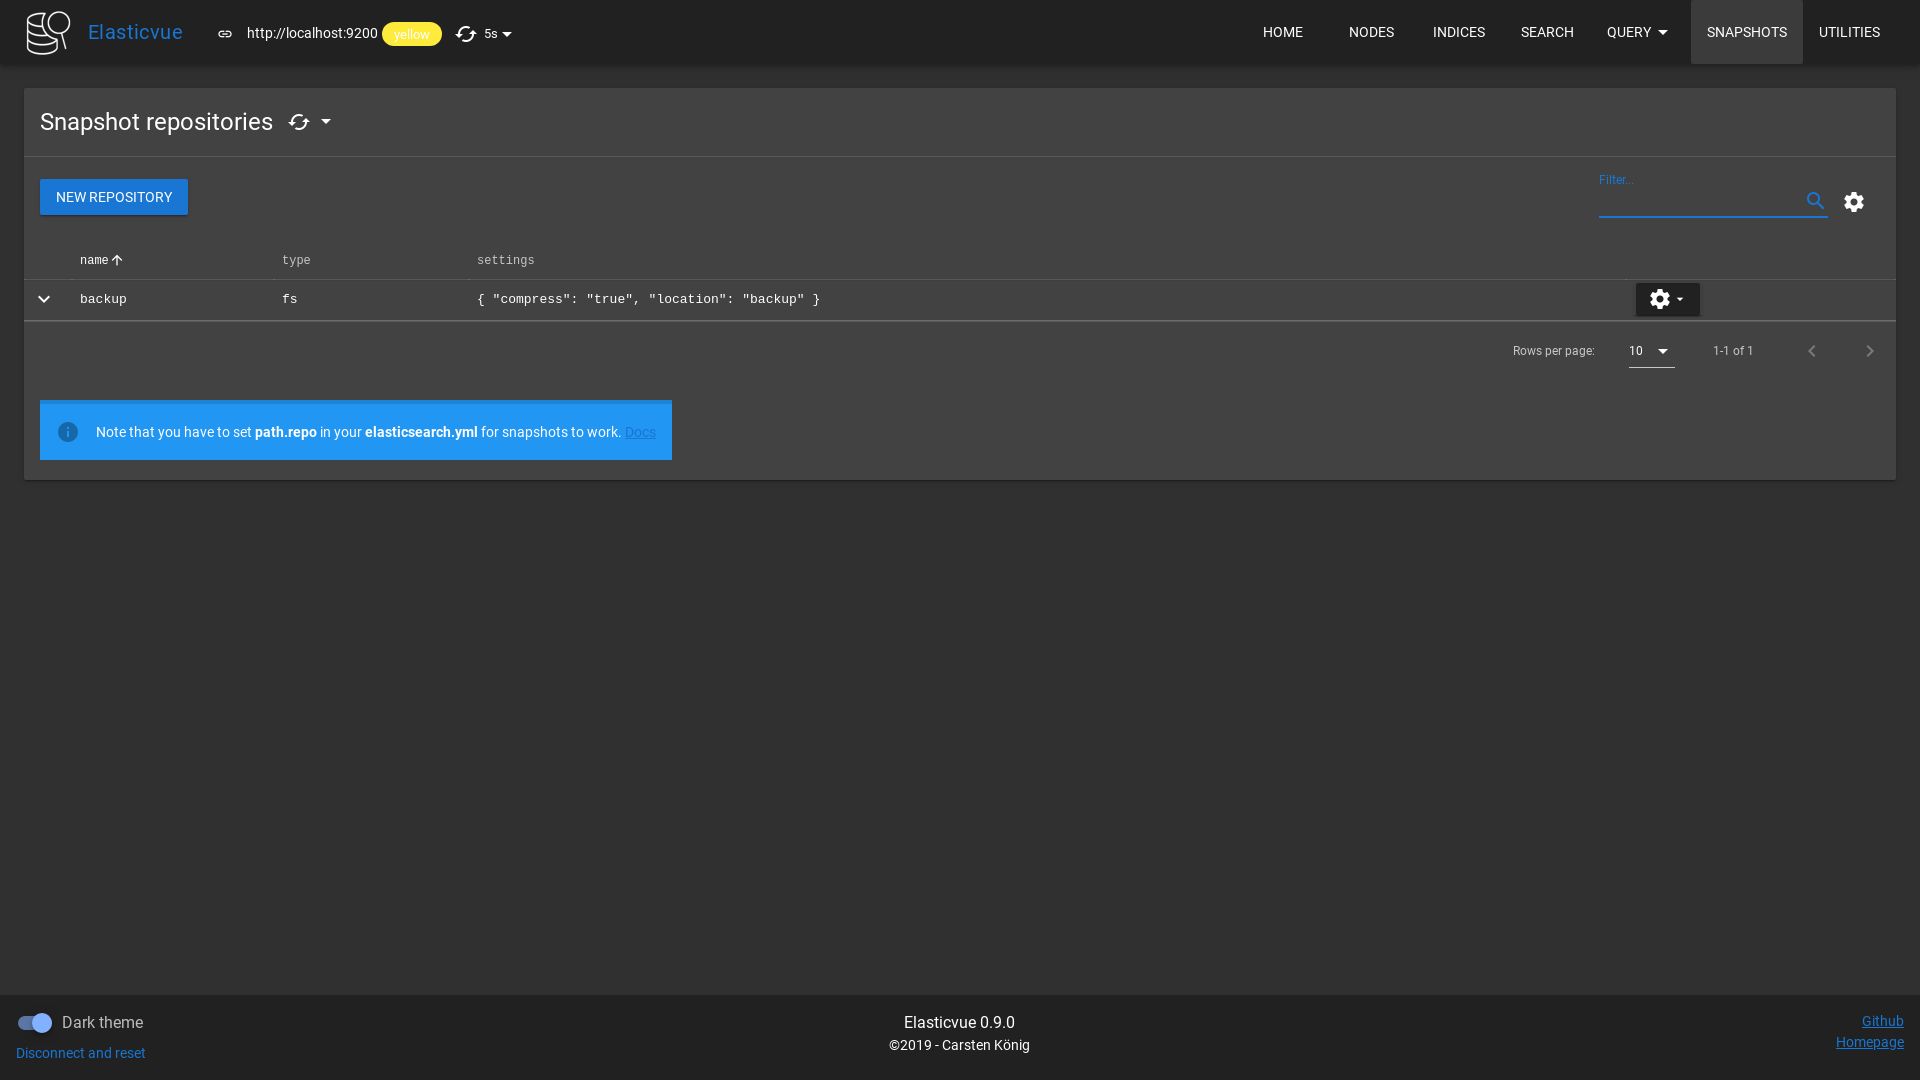 Elasticvue http://localhost:9200 yellow 5s HOME NODES INDICES SEARCH QUERY SNAPSHOTS UTILITIES
Snapshot repositories
NEW REPOSITORY
Filter...
name type settings
backup fs { "compress": "true", "location": "backup" }
Rows per page: 10 1-1 of 1
Note that you have to set path.repo in your elasticsearch.yml for snapshots to work. Docs
Dark theme
Disconnect and reset
Elasticvue 0.9.0
©2019 - Carsten König
Github
Homepage